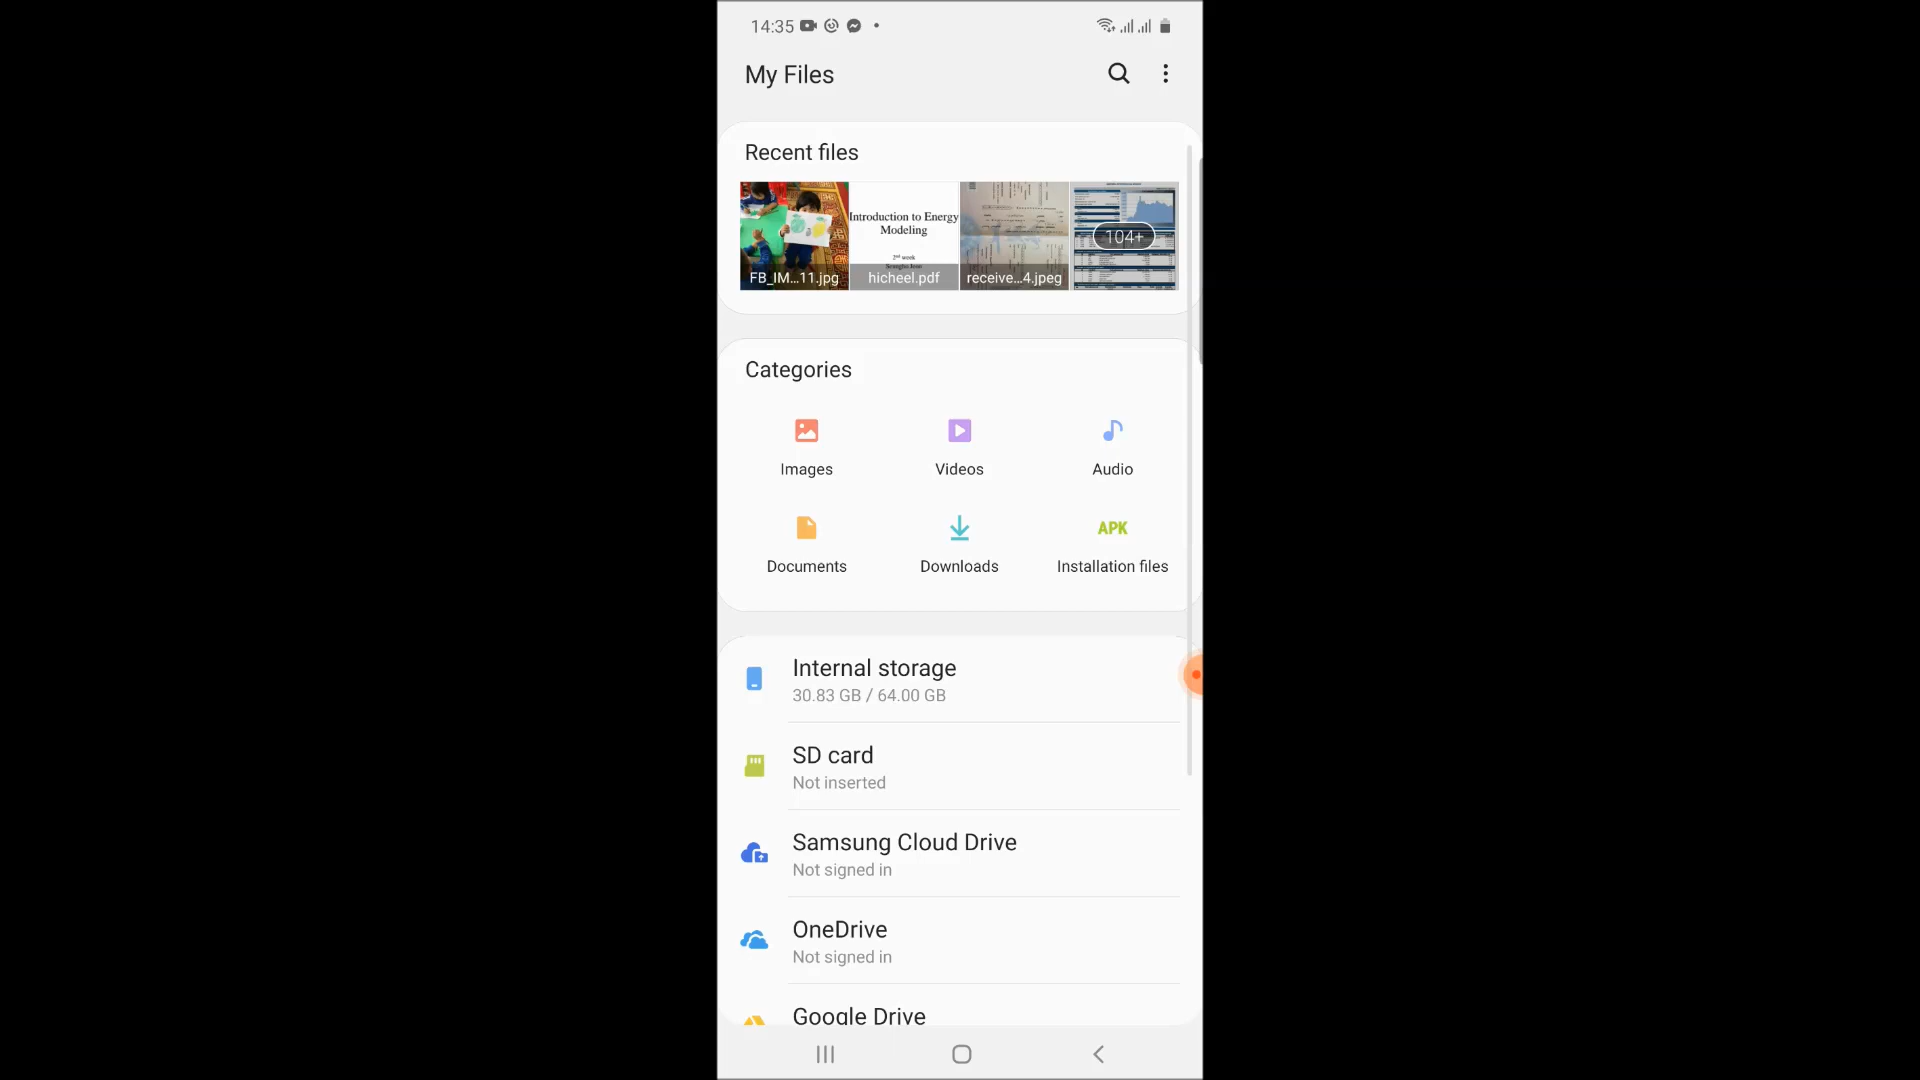 14:35
My Files
Recent files
Introduction to Energy
Modeling
2nd week
FB_IM...11.jpg
hicheel.pdf
receive...4.jpeg
104+
Categories
Images
Videos
Audio
APK
Documents
Downloads
Installation files
Internal storage
30.83 GB / 64.00 GB
SD card
Not inserted
Samsung Cloud Drive
Not signed in
OneDrive
Not signed in
Google Drive